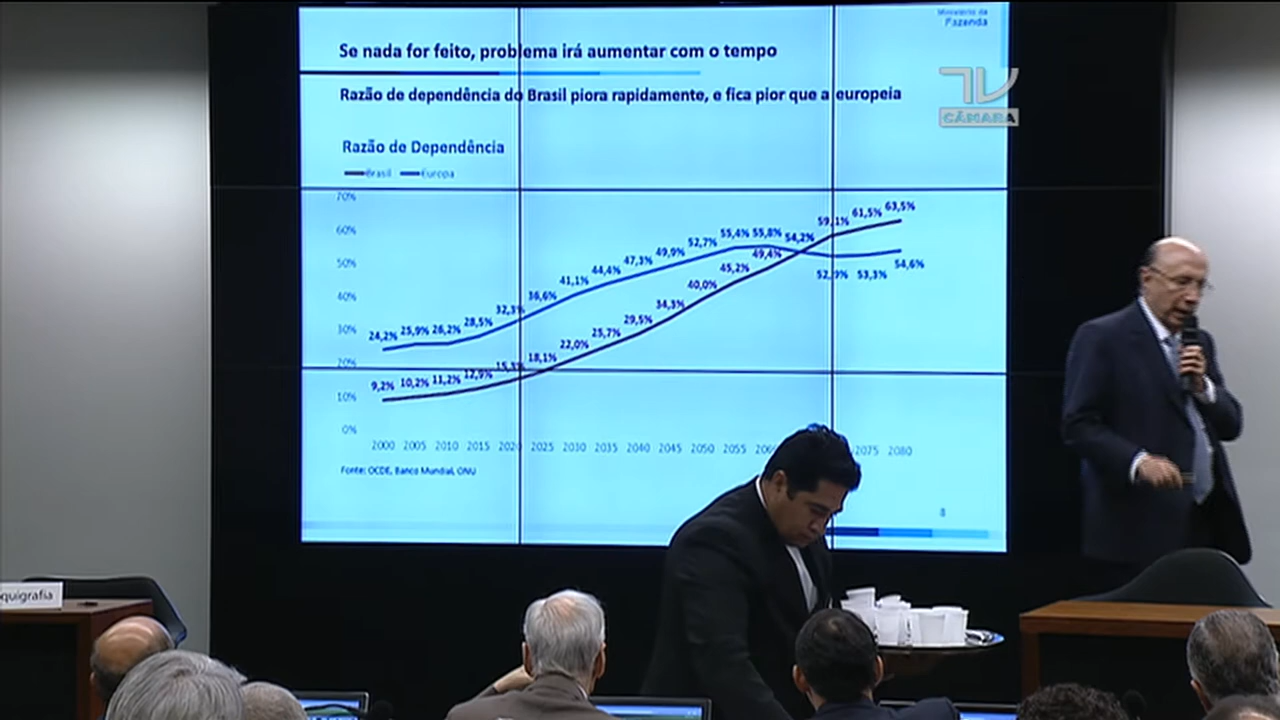 Ministério da
Fazenda
Se nada for feito, problema irá aumentar com o tempo
Razão de dependência do Brasil piora rapidamente, e fica pior que a europeia
TV
CÂMARA
Razão de Dependência
Brasil Europa
70%
60%
50%
40%
30%
20%
10%
0%
24,2% 25,9% 26,2% 28,5% 32,3% 36,6% 41,1% 44,4% 47,3% 49,9% 52,7% 55,4% 55,8% 54,2% 52,9% 53,3% 54,6%
9,2% 10,2% 11,2% 12,9% 18,1% 22,0% 25,7% 29,5% 34,3% 40,0% 45,2% 49,4% 59,1% 61,5% 63,5%
2000 2005 2010 2015 2020 2025 2030 2035 2040 2045 2050 2055 2075 2080
Fonte: OCDE, Banco Mundial, ONU
8
quigrafia